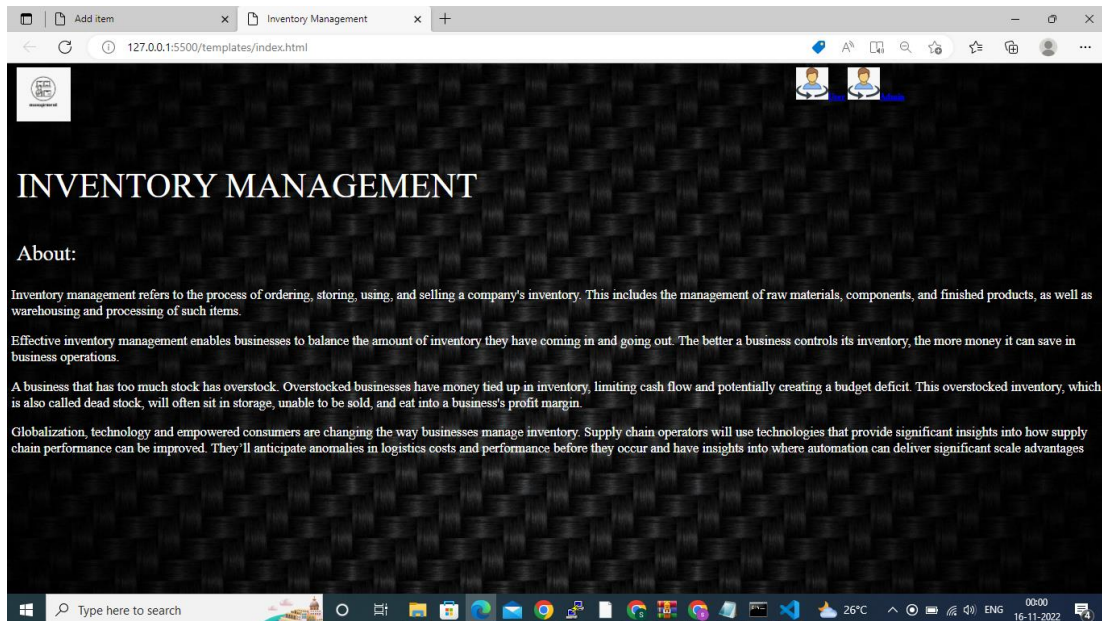 Add item
Inventory Management
127.0.0.1:5500/templates/index.html
management
INVENTORY MANAGEMENT
About:
Inventory management refers to the process of ordering, storing, using, and selling a company's inventory. This includes the management of raw materials, components, and finished products, as well as
warehousing and processing of such items.
Effective inventory management enables businesses to balance the amount of inventory they have coming in and going out. The better a business controls its inventory, the more money it can save in
business operations.
A business that has too much stock has overstock. Overstocked businesses have money tied up in inventory, limiting cash flow and potentially creating a budget deficit. This overstocked inventory, which
is also called dead stock, will often sit in storage, unable to be sold, and eat into a business's profit margin.
Globalization, technology and empowered consumers are changing the way businesses manage inventory. Supply chain operators will use technologies that provide significant insights into how supply
chain performance can be improved. They’ll anticipate anomalies in logistics costs and performance before they occur and have insights into where automation can deliver significant scale advantages
Type here to search
26°C
ENG
00:00
16-11-2022
4